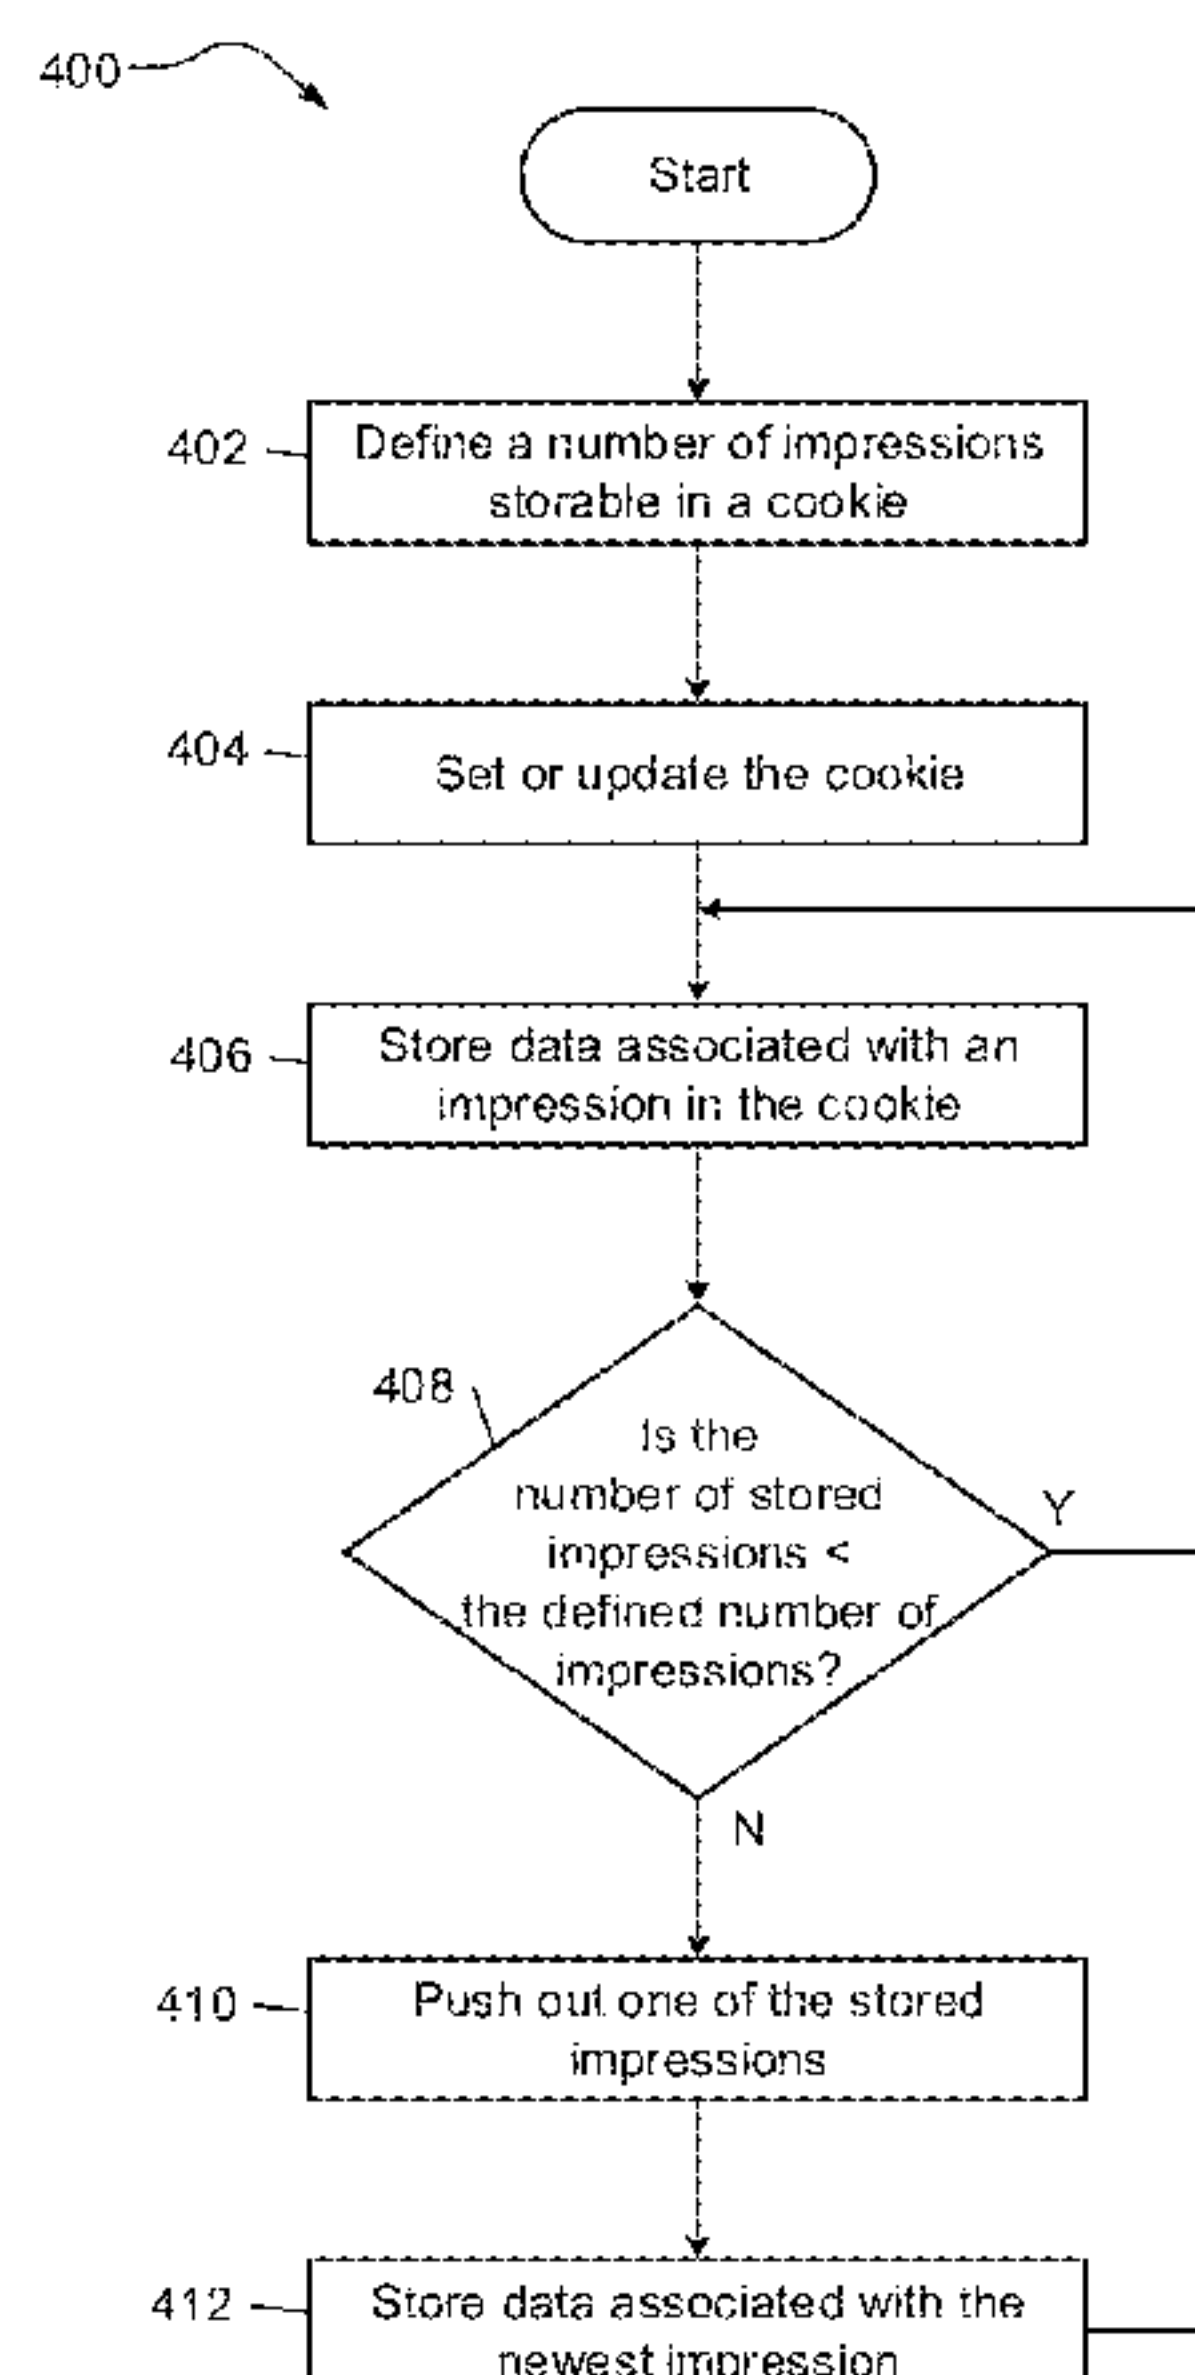 400
Start
402
Define a number of impressions
storable in a cookie
404
Set or update the cookie
406
Store data associated with an
impression in the cookie
408
Is the
number of stored
impressions <
the defined number of
impressions?
Y
N
410
Push out one of the stored
impressions
412
Store data associated with the
newest impression